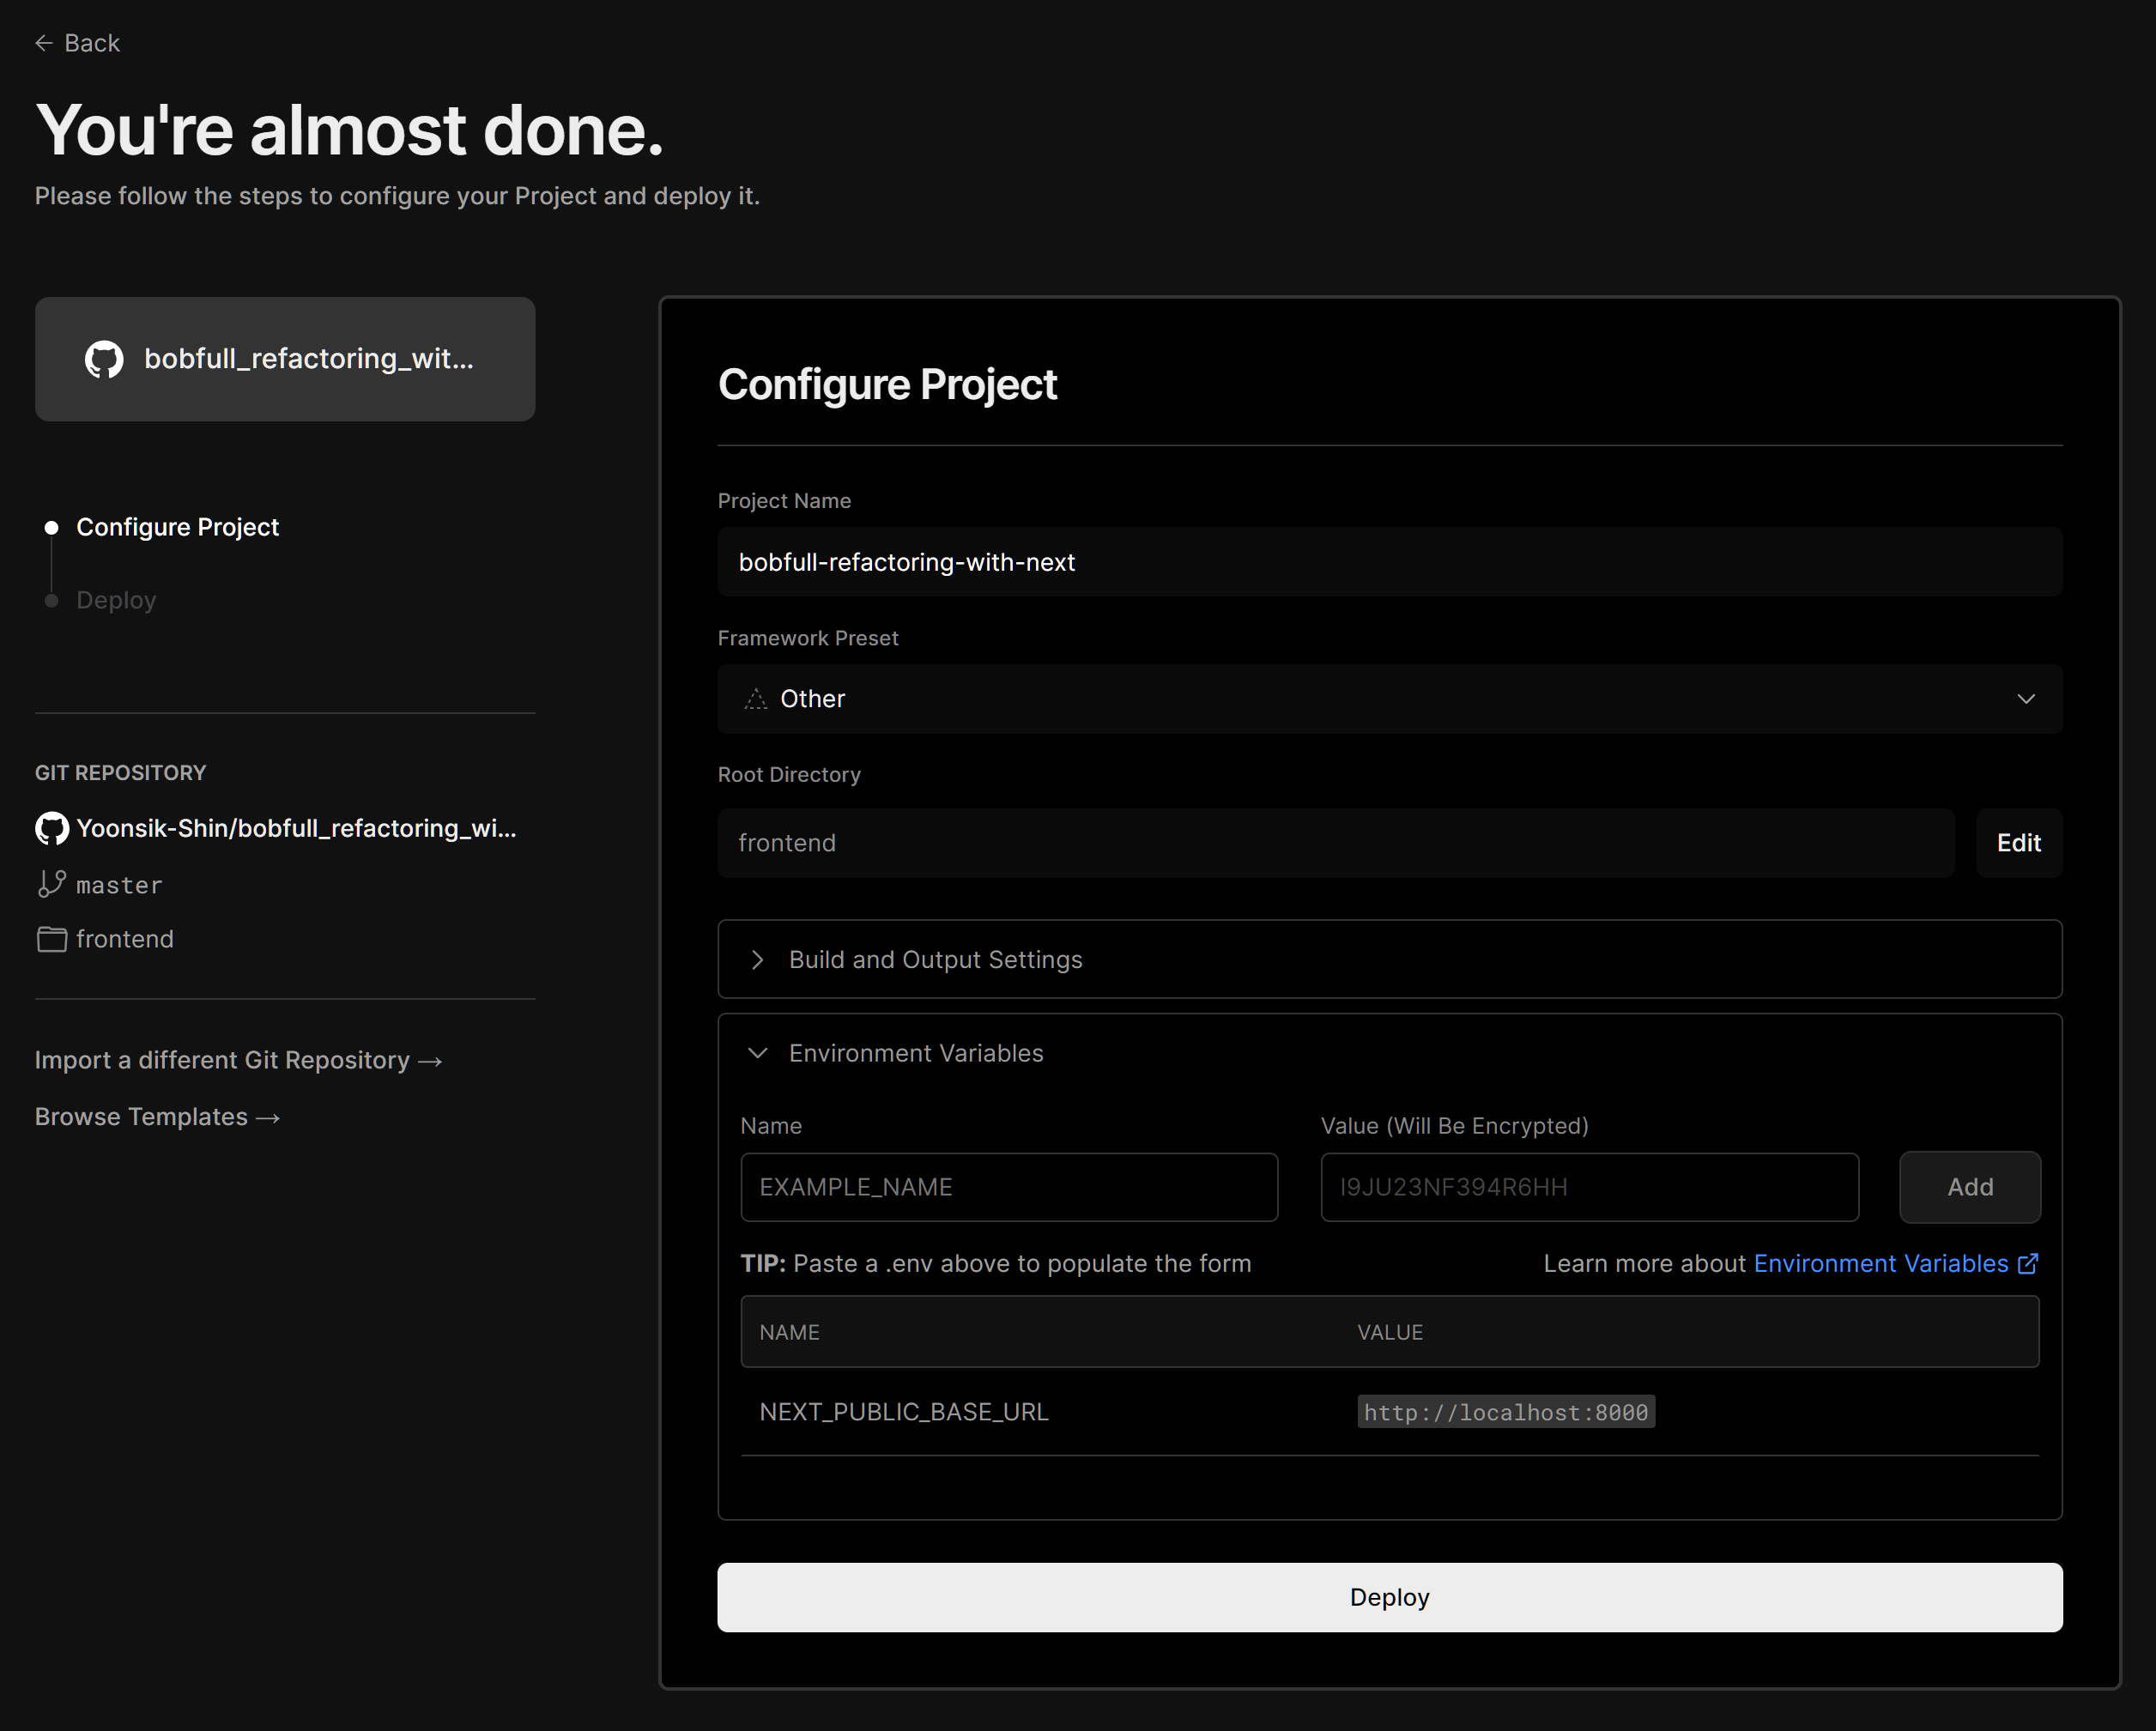 ← Back
You're almost done.
Please follow the steps to configure your Project and deploy it.
bobfull_refactoring_wit...
Configure Project
Deploy
GIT REPOSITORY
Yoonsik-Shin/bobfull_refactoring_wi...
master
frontend
Import a different Git Repository →
Browse Templates →
Configure Project
Project Name
bobfull-refactoring-with-next
Framework Preset
Other
Root Directory
frontend
Edit
Build and Output Settings
Environment Variables
Name
Value (Will Be Encrypted)
EXAMPLE_NAME
I9JU23NF394R6HH
Add
TIP: Paste a .env above to populate the form
Learn more about Environment Variables
NAME
VALUE
NEXT_PUBLIC_BASE_URL
http://localhost:8000
Deploy